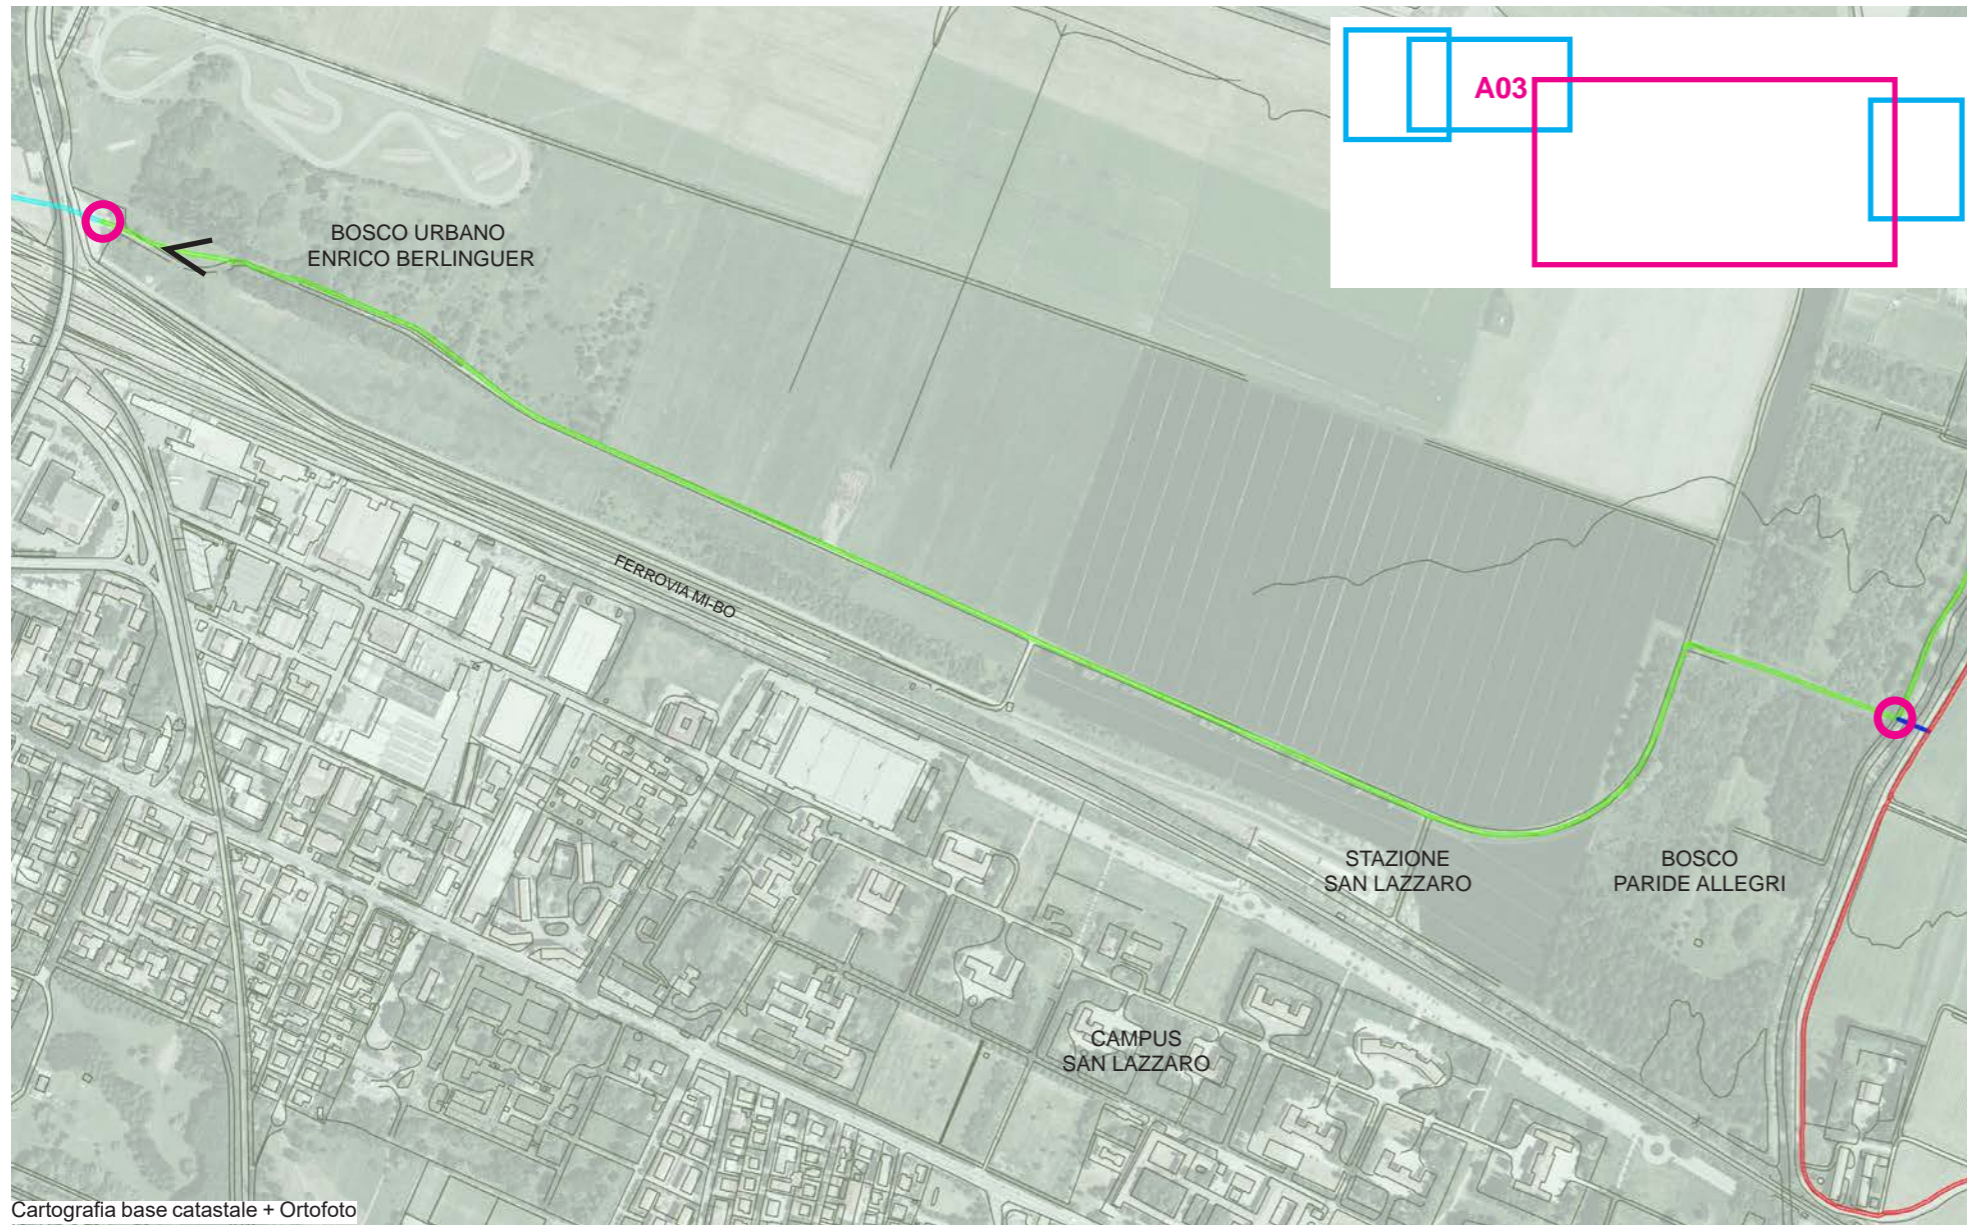 A03
BOSCO URBANO
ENRICO BERLINGUER
FERROVIA MI-BO
STAZIONE
SAN LAZZARO
BOSCO
PARIDE ALLEGRI
CAMPUS
SAN LAZZARO
Cartografia base catastale + Ortofoto